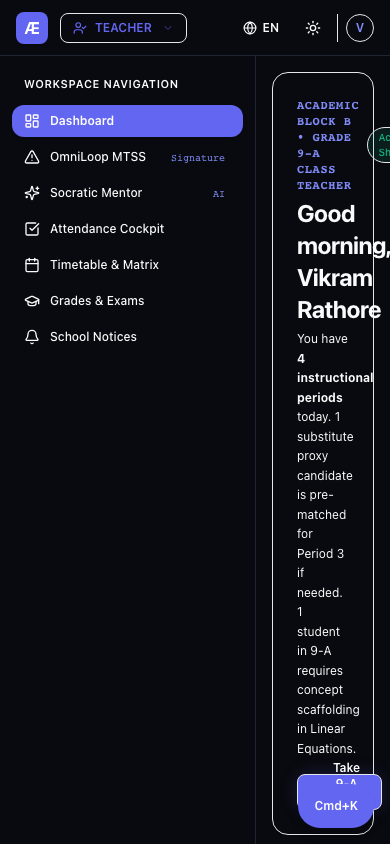 Æ
TEACHER
EN
V
WORKSPACE NAVIGATION
Dashboard
OmniLoop MTSS Signature
Socratic Mentor AI
Attendance Cockpit
Timetable & Matrix
Grades & Exams
School Notices
ACADEMIC
BLOCK B
• GRADE
9-A
CLASS
TEACHER
Good
morning,
Vikram
Rathore
You have
4
instructional
periods
today. 1
substitute
proxy
candidate
is pre-
matched
for
Period 3
if
needed.
1
student
in 9-A
requires
concept
scaffolding
in Linear
Equations.
Take
9-A
Cmd+K